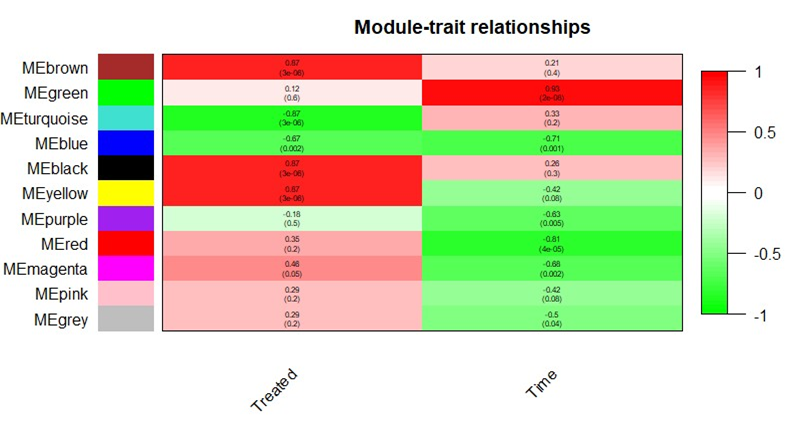 Module-trait relationships
MEbrown 0.87 0.21
(3e-06) (0.4)
MEgreen 0.12 0.93
(0.6) (3e-08)
MEturquoise -0.87 0.33
(3e-06) (0.2)
MEblue -0.67 -0.71
(0.002) (0.001)
MEblack 0.87 0.26
(3e-06) (0.3)
MEyellow 0.87 -0.42
(3e-06) (0.08)
MEpurple -0.18 -0.63
(0.5) (0.005)
MEred 0.35 -0.81
(0.2) (4e-05)
MEmagenta 0.46 -0.68
(0.05) (0.002)
MEpink 0.29 -0.42
(0.2) (0.08)
MEgrey 0.29 -0.5
(0.2) (0.04)
1
0.5
0
-0.5
-1
Treated
Time